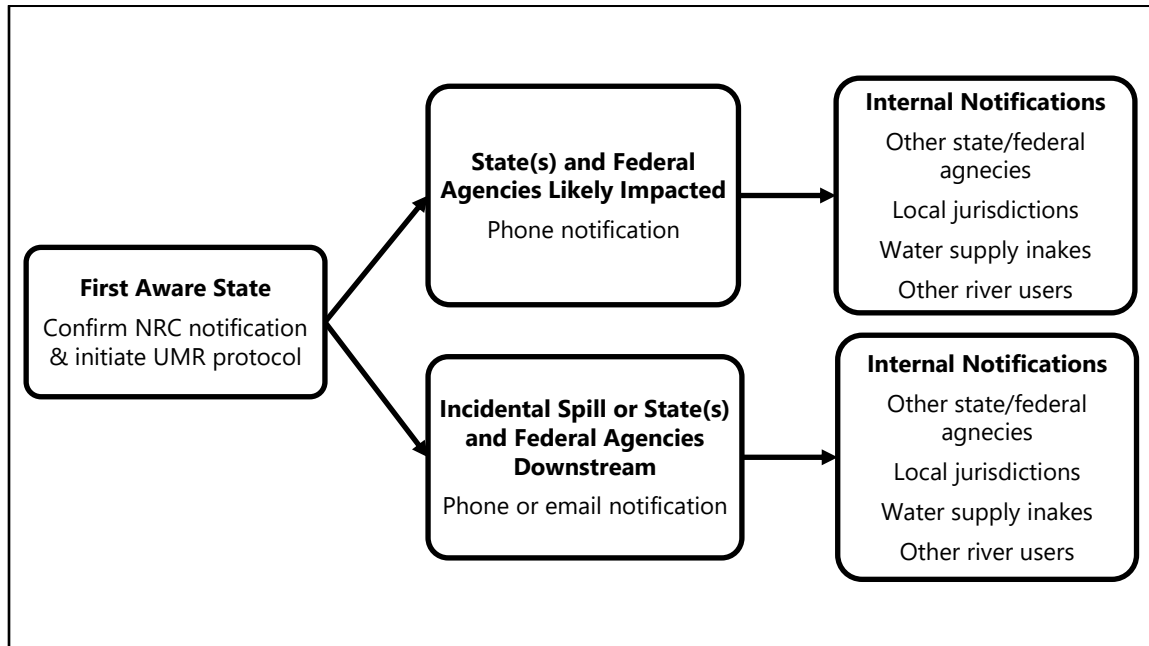 First Aware State
Confirm NRC notification
& initiate UMR protocol
State(s) and Federal
Agencies Likely Impacted
Phone notification
Incidental Spill or State(s)
and Federal Agencies
Downstream
Phone or email notification
Internal Notifications
Other state/federal
agnecies
Local jurisdictions
Water supply inakes
Other river users
Internal Notifications
Other state/federal
agnecies
Local jurisdictions
Water supply inakes
Other river users